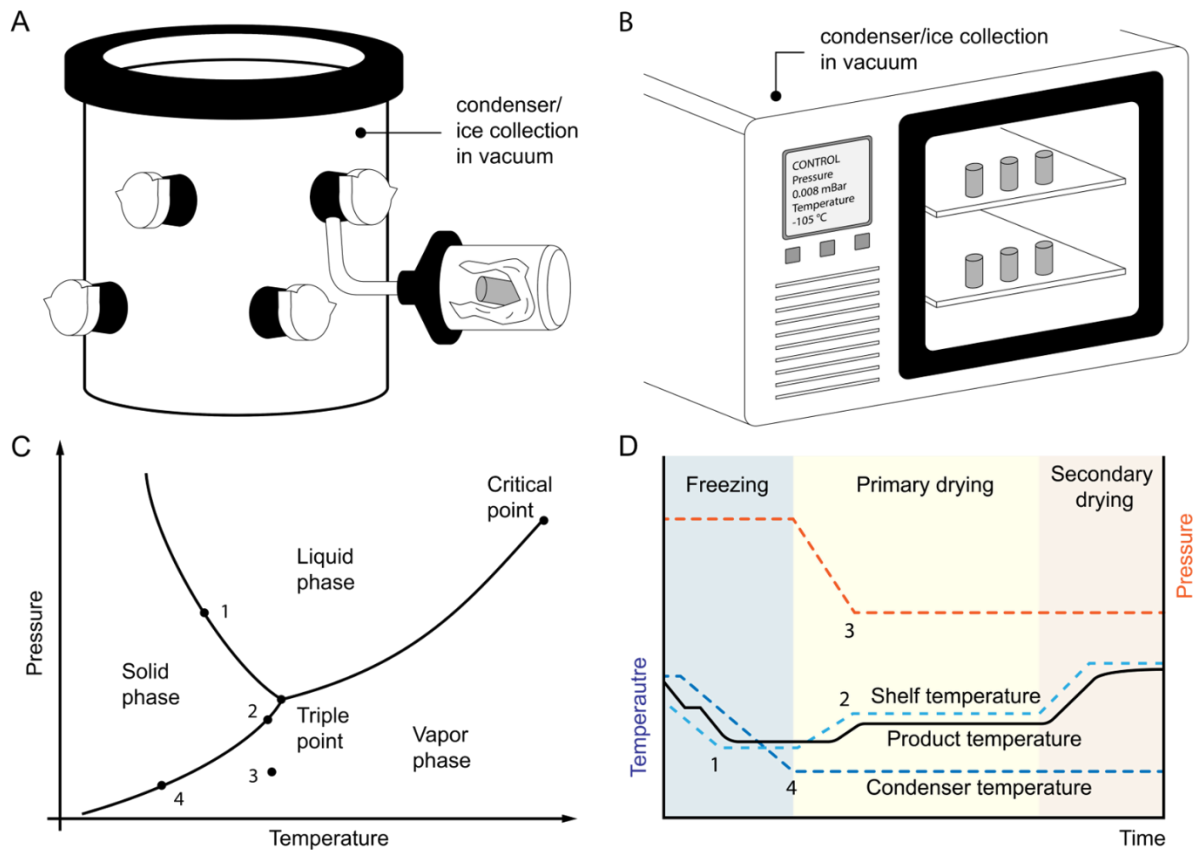 A
condenser/
ice collection
in vacuum
B
condenser/ice collection
in vacuum
CONTROL
Pressure
0.008 mBar
Temperature
-105 °C
C
Pressure
Critical
point
Liquid
phase
1
Solid
phase
2
Triple
point
Vapor
phase
3
4
Temperature
D
Freezing
Primary drying
Secondary
drying
Pressure
3
Temperautre
2
Shelf temperature
Product temperature
1
4
Condenser temperature
Time